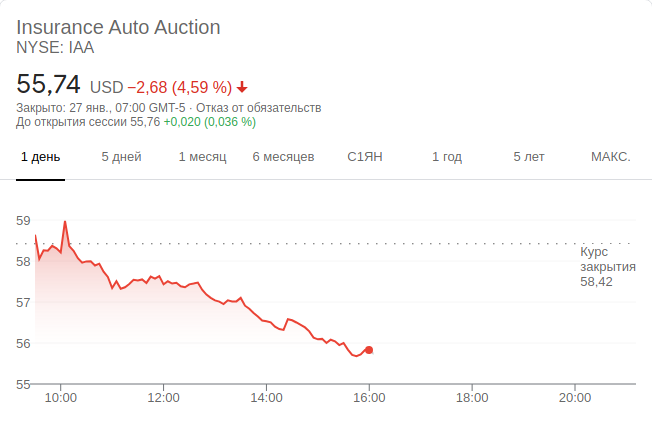 Insurance Auto Auction
NYSE: IAA
55,74 USD −2,68 (4,59 %)
Закрыто: 27 янв., 07:00 GMT-5 · Отказ от обязательств
До открытия сессии 55,76 +0,020 (0,036 %)
1 день 5 дней 1 месяц 6 месяцев С1ЯН 1 год 5 лет МАКС.
59
58
57
56
55
Курс
закрытия
58,42
10:00 12:00 14:00 16:00 18:00 20:00